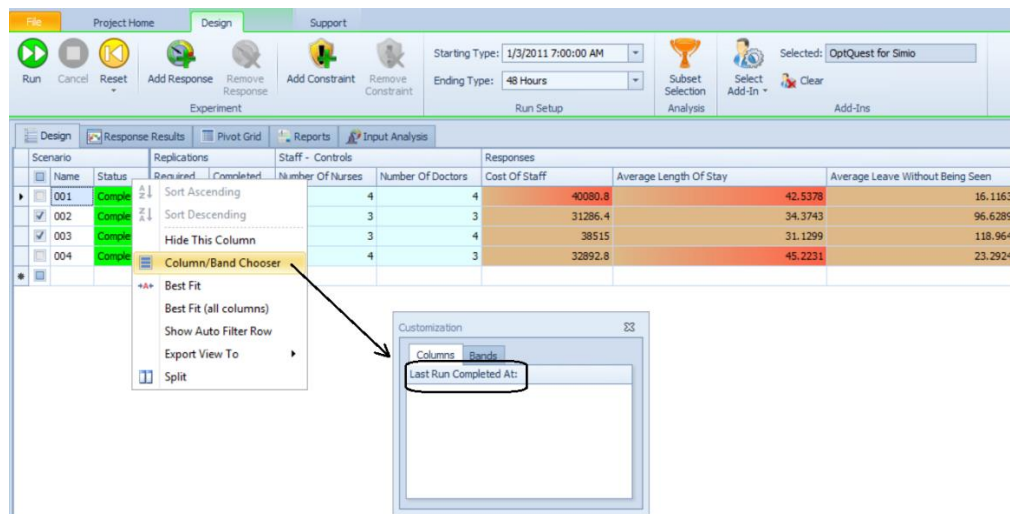 File Project Home Design Support
Run Cancel Reset Add Response Remove Response Add Constraint Remove Constraint
Experiment
Starting Type: 1/3/2011 7:00:00 AM
Ending Type: 48 Hours
Run Setup
Subset Selection
Analysis
Select Add-In
Selected: OptQuest for Simio
Clear
Add-Ins
Design Response Results Pivot Grid Reports Input Analysis
Scenario Replications Staff - Controls Responses
Name Status Required Completed Number Of Nurses Number Of Doctors Cost Of Staff Average Length Of Stay Average Leave Without Being Seen
001 Comple 4 4 40080.8 42.5378 16.1163
002 Comple 3 3 31286.4 34.3743 96.6289
003 Comple 3 4 38515 31.1299 118.964
004 Comple 4 3 32892.8 45.2231 23.2924
Sort Ascending
Sort Descending
Hide This Column
Column/Band Chooser
Best Fit
Best Fit (all columns)
Show Auto Filter Row
Export View To
Split
Customization
Columns Bands
Last Run Completed At: